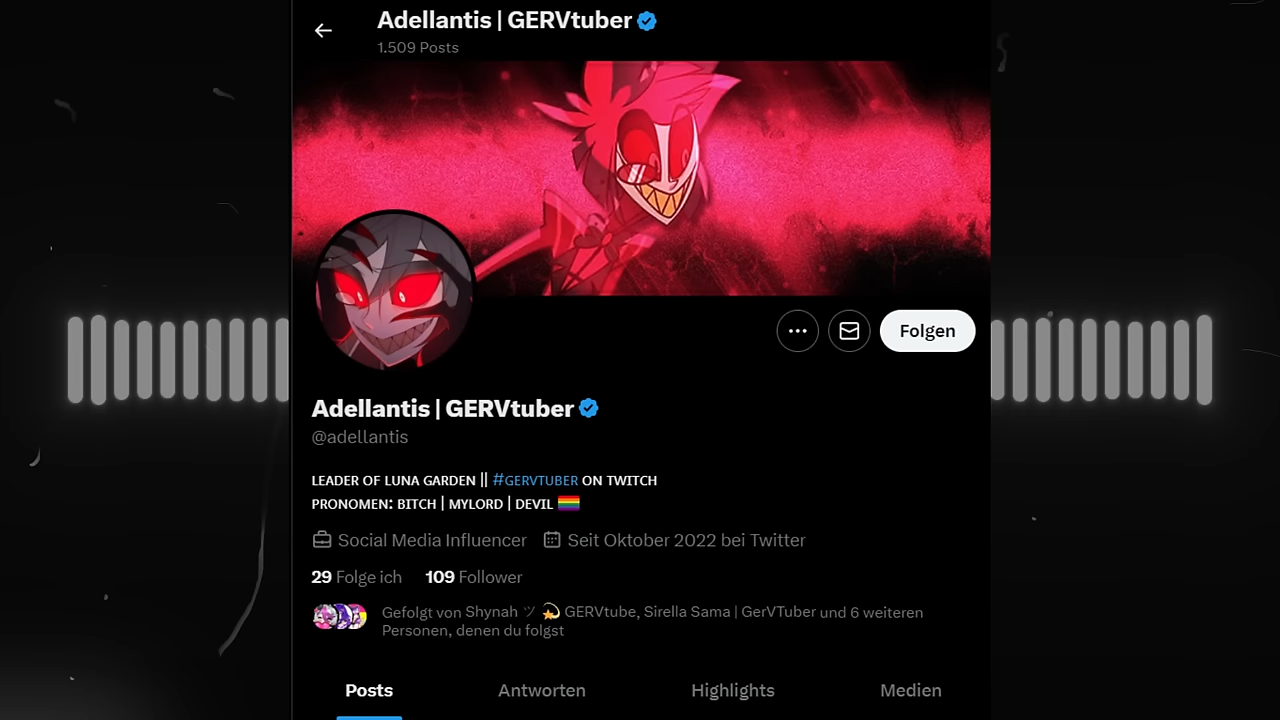 Adellantis | GERVtuber
1.509 Posts
Folgen
Adellantis | GERVtuber
@adellantis
LEADER OF LUNA GARDEN || #GERVTUBER ON TWITCH
PRONOMEN: BITCH | MYLORD | DEVIL 🏳️‍🌈
Social Media Influencer Seit Oktober 2022 bei Twitter
29 Folge ich 109 Follower
Gefolgt von Shynah ツ 💫 GERVtube, Sirella Sama | GerVTuber und 6 weiteren
Personen, denen du folgst
Posts Antworten Highlights Medien